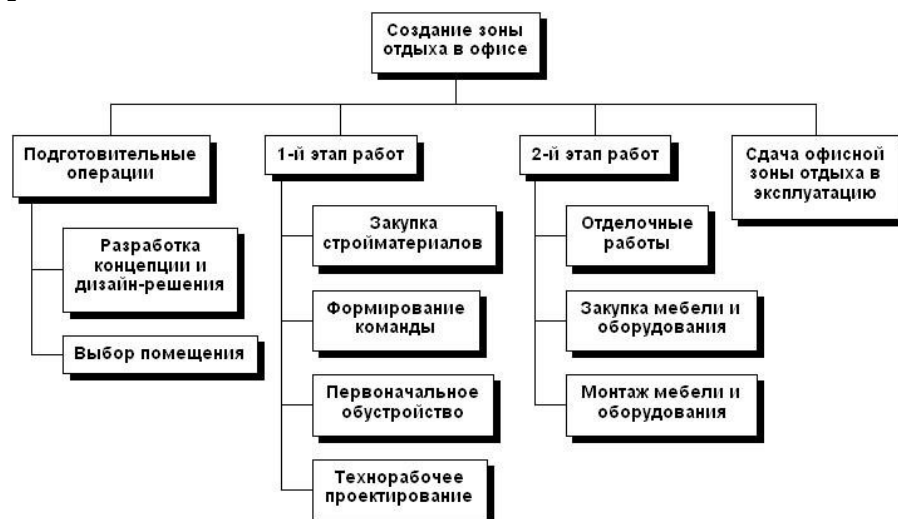 Создание зоны
отдыха в офисе
Подготовительные
операции
1-й этап работ
2-й этап работ
Сдача офисной
зоны отдыха в
эксплуатацию
Разработка
концепции и
дизайн-решения
Выбор помещения
Закупка
стройматериалов
Формирование
команды
Первоначальное
обустройство
Технорабочее
проектирование
Отделочные
работы
Закупка мебели и
оборудования
Монтаж мебели и
оборудования